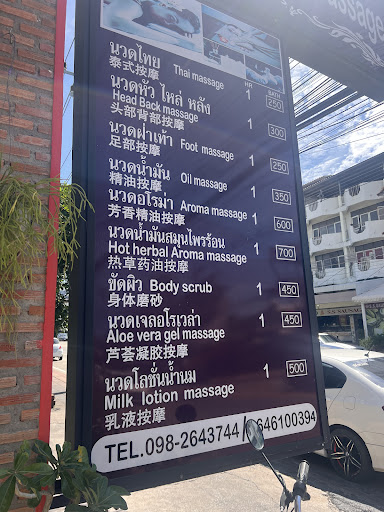 massage
นวดไทย Thai massage HR BATH
泰式按摩 1 250
นวดหัว ไหล่ หลัง
Head Back massage 1 300
头部背部按摩
นวดฝ่าเท้า Foot massage 1 250
足部按摩
นวดน้ำมัน Oil massage 1 350
精油按摩
นวดอโรมา Aroma massage 1 600
芳香精油按摩
นวดน้ำมันสมุนไพรร้อน
Hot herbal Aroma massage 1 700
热草药油按摩
ขัดผิว Body scrub 1 450
身体磨砂
นวดเจลอโรเวล่า 1 450
Aloe vera gel massage
芦荟凝胶按摩
นวดโลชั่นน้ำนม 1 500
Milk lotion massage
乳液按摩
TEL.098-2643744/ 646100394